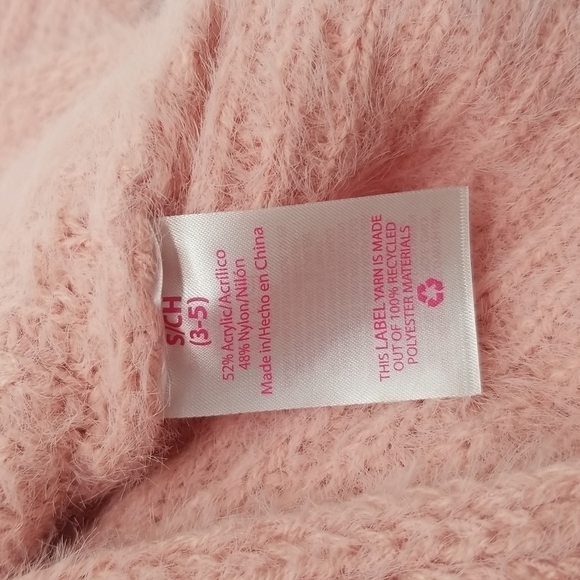 S/CH
(3-5)
52% Acrylic/Acrílico
48% Nylon/Nilón
Made in/Hecho en China
THIS LABEL YARN IS MADE
OUT OF 100% RECYCLED
POLYESTER MATERIALS